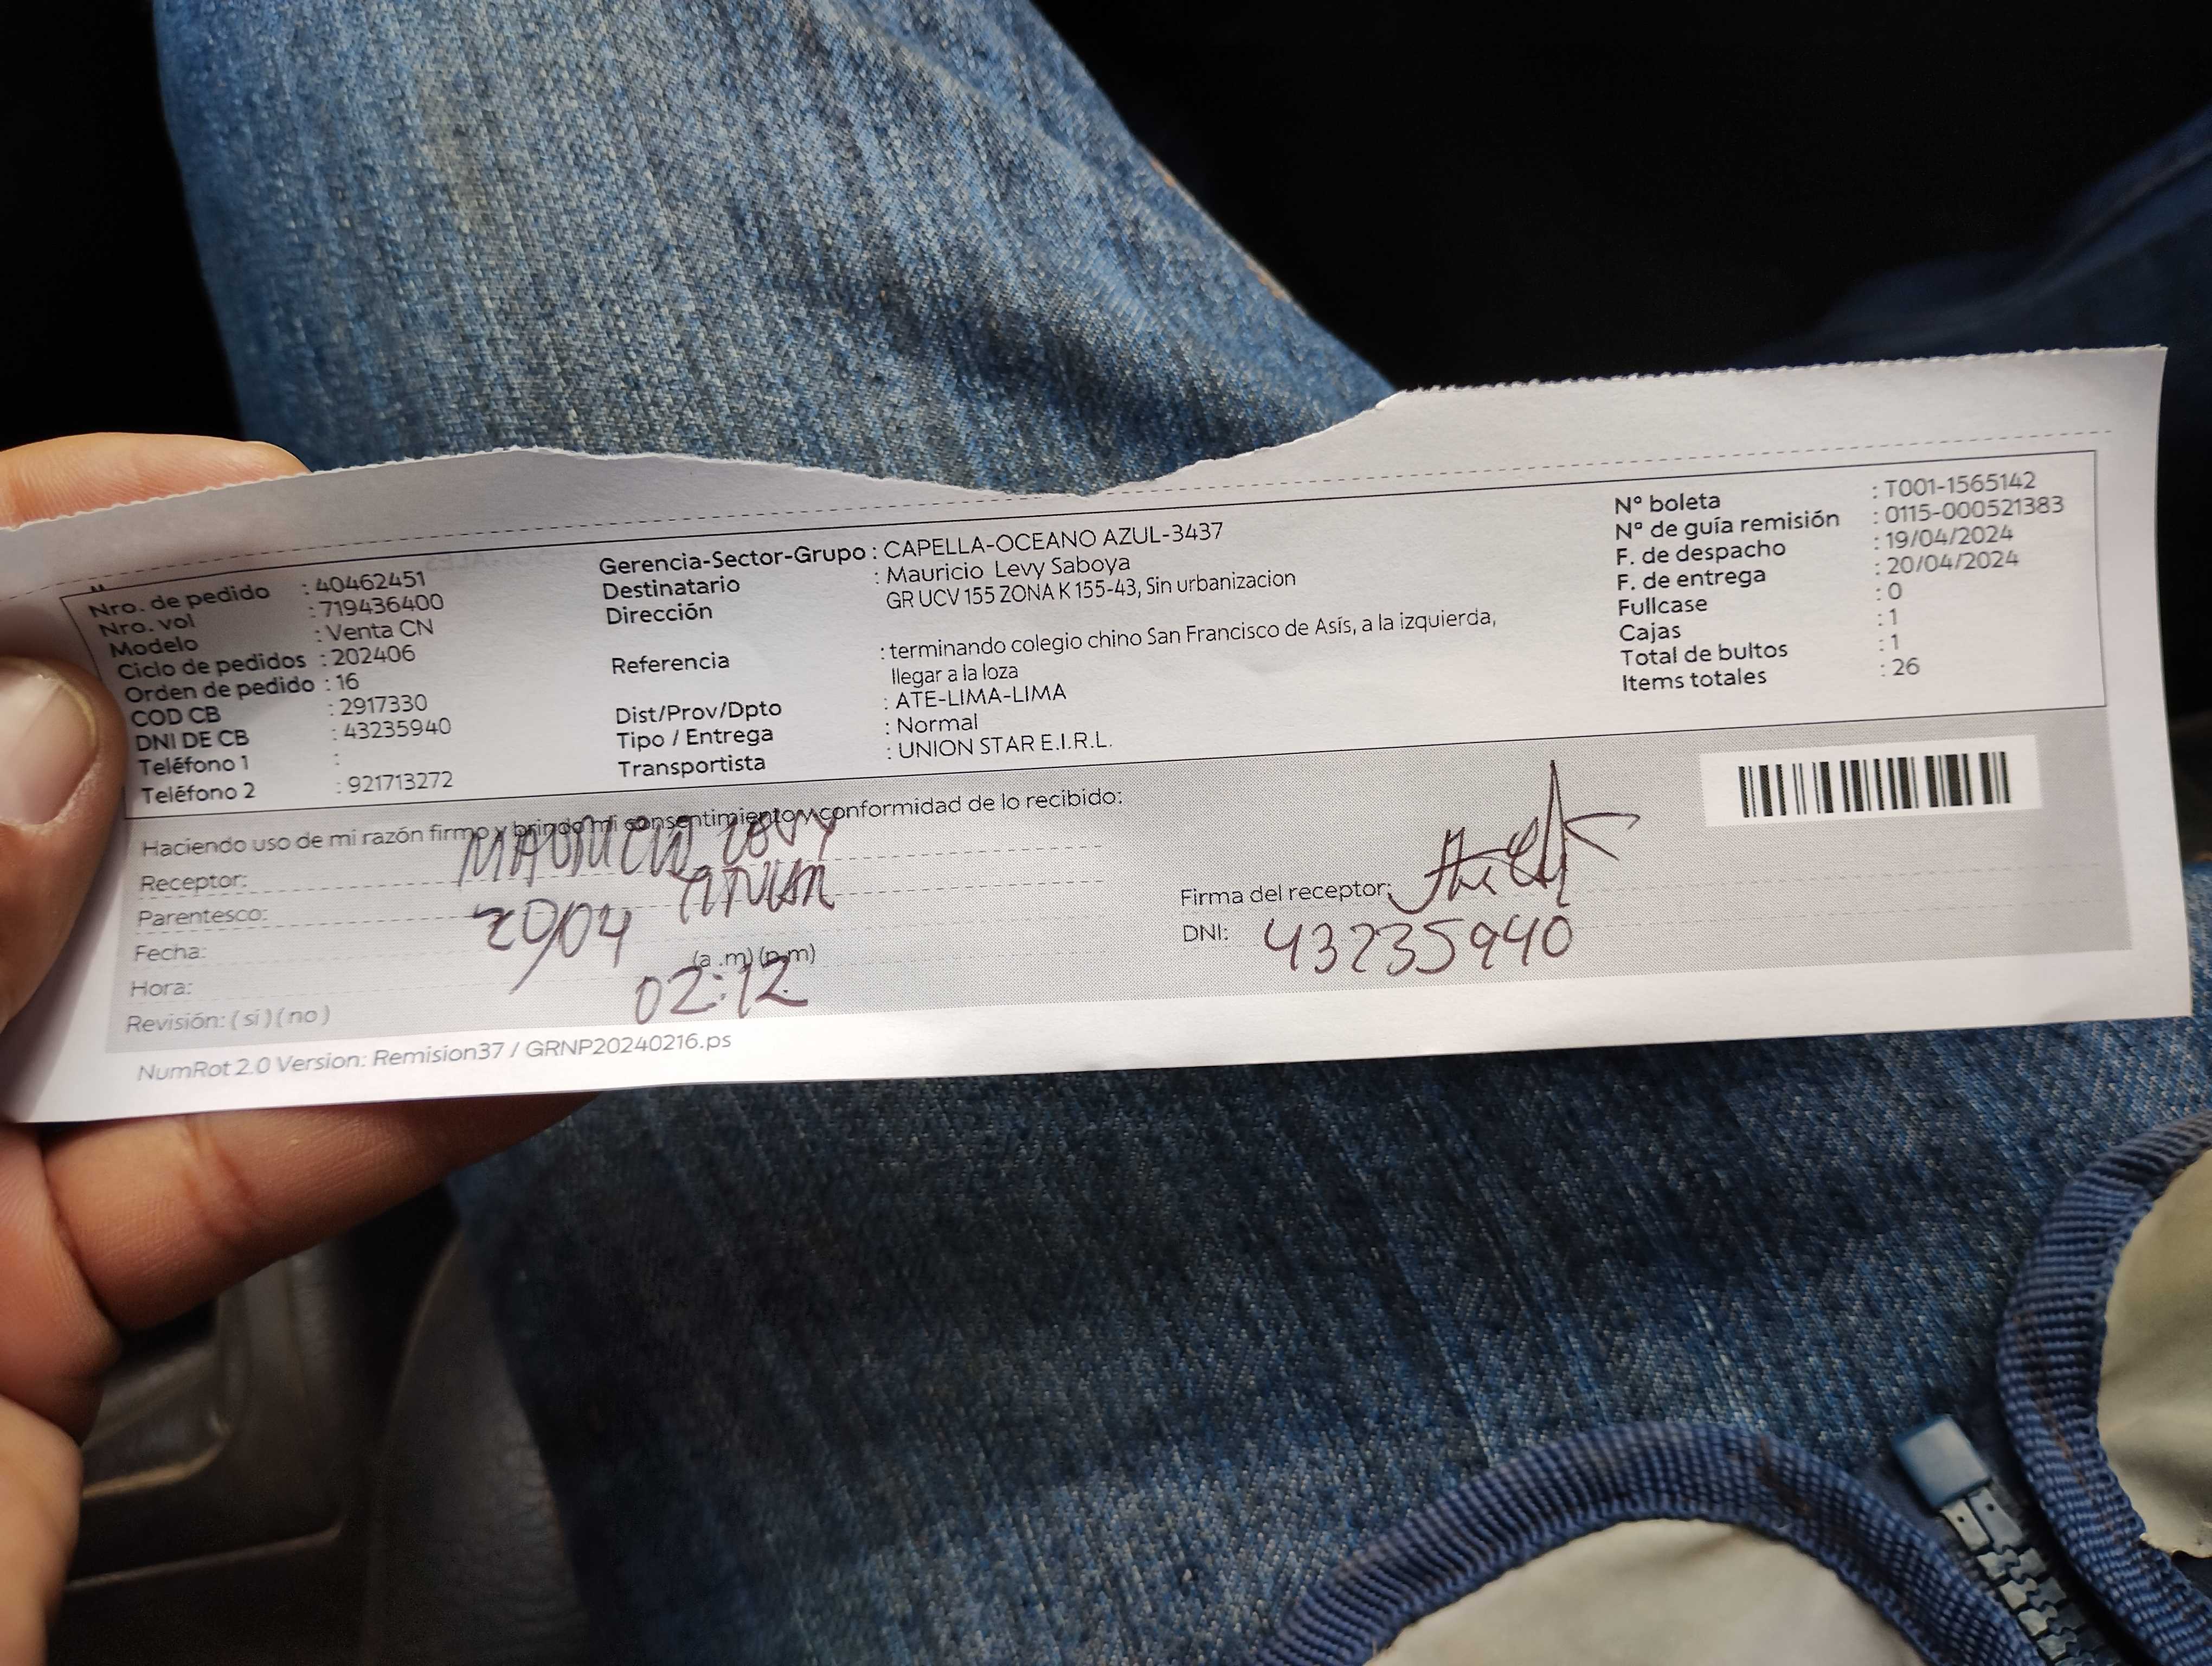 Nro. de pedido : 40462451
Nro. vol : 719436400
Modelo : Venta CN
Ciclo de pedidos : 202406
Orden de pedido : 16
COD CB : 2917330
DNI DE CB : 43235940
Teléfono 1 :
Teléfono 2 : 921713272
Gerencia-Sector-Grupo : CAPELLA-OCEANO AZUL-3437
Destinatario : Mauricio Levy Saboya
Dirección GR UCV 155 ZONA K 155-43, Sin urbanizacion
Referencia : terminando colegio chino San Francisco de Asís, a la izquierda,
llegar a la loza
Dist/Prov/Dpto : ATE-LIMA-LIMA
Tipo / Entrega : Normal
Transportista : UNION STAR E.I.R.L.
N° boleta : T001-1565142
N° de guía remisión : 0115-000521383
F. de despacho : 19/04/2024
F. de entrega : 20/04/2024
Fullcase : 0
Cajas : 1
Total de bultos : 1
Items totales : 26
Haciendo uso de mi razón firmo y brindo mi consentimiento y conformidad de lo recibido:
Receptor: MAURICIO LEVY
Parentesco: TITULAR
Fecha: 20/04
Hora: 02:12 (a .m) (p.m)
Revisión: ( sí ) ( no )
Firma del receptor:
DNI: 43235940
NumRot 2.0 Version: Remision37 / GRNP20240216.ps